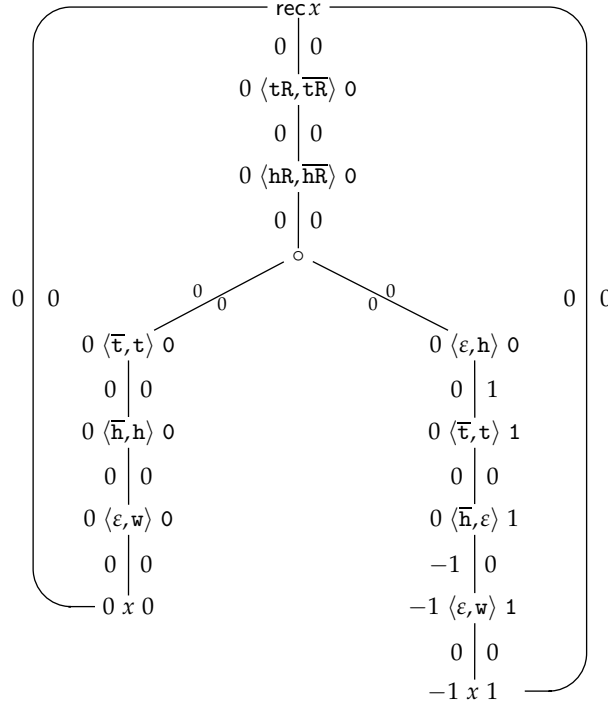 rec x
0 0
0 ⟨tR, t̅R̅⟩ 0
0 0
0 ⟨hR, h̅R̅⟩ 0
0 0
∘
0 0 0 0
0 0 0 0
0 ⟨t̅, t⟩ 0 0 ⟨ε, h⟩ 0
0 0 0 1
0 ⟨h̅, h⟩ 0 0 ⟨t̅, t⟩ 1
0 0 0 0
0 ⟨ε, w⟩ 0 0 ⟨h̅, ε⟩ 1
0 0 −1 0
0 x 0 −1 ⟨ε, w⟩ 1
0 0
−1 x 1